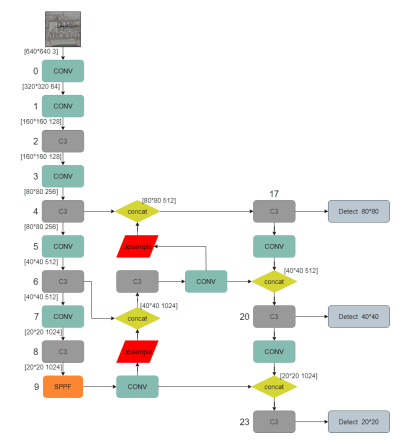 [640*640 3]
0 CONV
[320*320 64]
1 CONV
[160*160 128]
2 C3
[160*160 128]
3 CONV
[80*80 256]
4 C3
concat
[80*80 512]
17
C3
Detect 80*80
[80*80 256]
5 CONV
Upsample
CONV
[40*40 512]
6 C3
C3
CONV
concat
[40*40 512]
[40*40 512]
7 CONV
concat
[40*40 1024]
20 C3
Detect 40*40
[20*20 1024]
8 C3
Upsample
CONV
[20*20 1024]
9 SPPF
CONV
concat
[20*20 1024]
23 C3
Detect 20*20